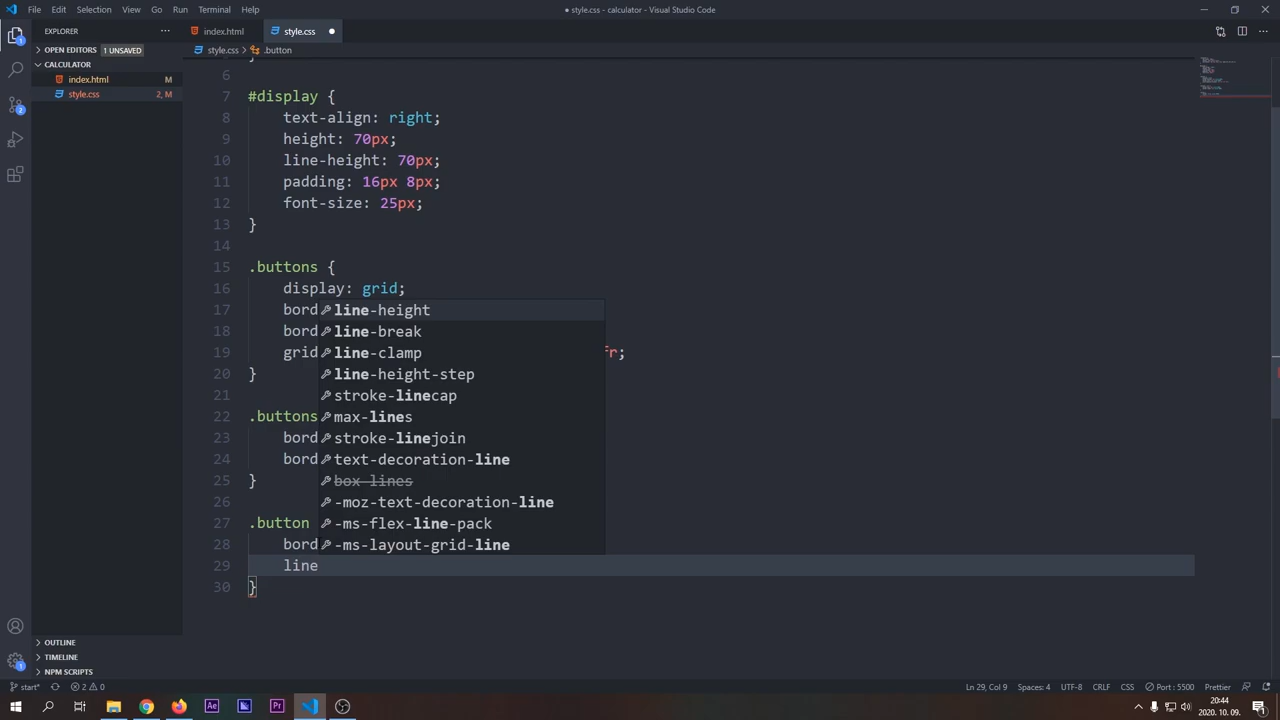 File Edit Selection View Go Run Terminal Help
● style.css - calculator - Visual Studio Code
EXPLORER
index.html
style.css
OPEN EDITORS 1 UNSAVED
style.css > .button
CALCULATOR
index.html M
style.css 2, M
6
7 #display {
8 text-align: right;
9 height: 70px;
10 line-height: 70px;
11 padding: 16px 8px;
12 font-size: 25px;
13 }
14
15 .buttons {
16 display: grid;
17 bord
18 bord
19 grid fr;
20 }
21
22 .buttons
23 bord
24 bord
25 }
26
27 .button
28 bord
29 line
30 }
line-height
line-break
line-clamp
line-height-step
stroke-linecap
max-lines
stroke-linejoin
text-decoration-line
box-lines
-moz-text-decoration-line
-ms-flex-line-pack
-ms-layout-grid-line
OUTLINE
TIMELINE
NPM SCRIPTS
start* 2 0
Ln 29, Col 9 Spaces: 4 UTF-8 CRLF CSS Port : 5500 Prettier
Ae Pr
20:44
2020. 10. 09.